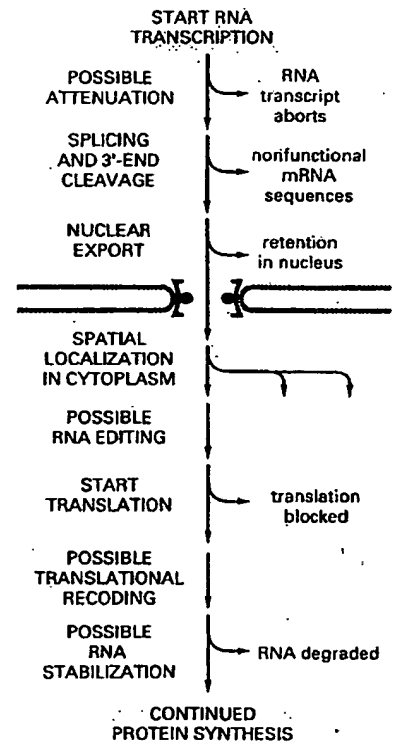 START RNA
TRANSCRIPTION
POSSIBLE
ATTENUATION
RNA
transcript
aborts
SPLICING
AND 3'-END
CLEAVAGE
nonfunctional
mRNA
sequences
NUCLEAR
EXPORT
retention
in nucleus
SPATIAL
LOCALIZATION
IN CYTOPLASM
POSSIBLE
RNA EDITING
START
TRANSLATION
translation
blocked
POSSIBLE
TRANSLATIONAL
RECODING
POSSIBLE
RNA
STABILIZATION
RNA degraded
CONTINUED
PROTEIN SYNTHESIS